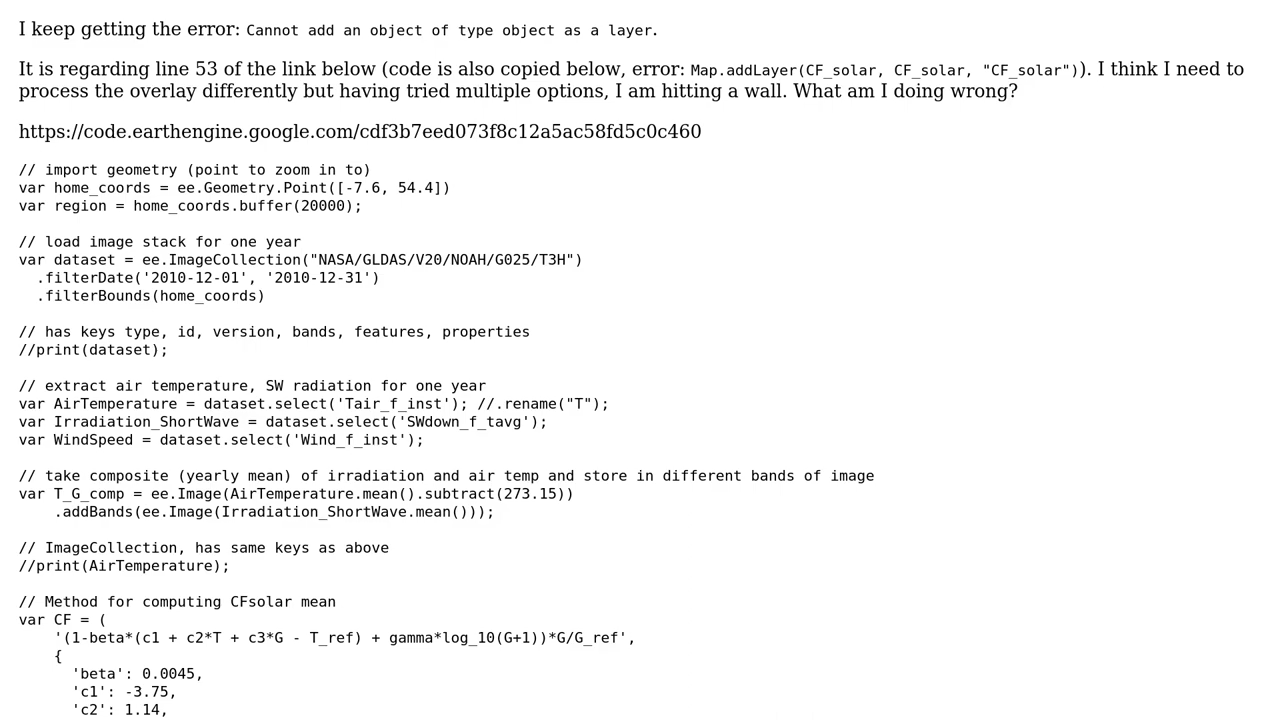 I keep getting the error: Cannot add an object of type object as a layer.
It is regarding line 53 of the link below (code is also copied below, error: Map.addLayer(CF_solar, CF_solar, "CF_solar")). I think I need to
process the overlay differently but having tried multiple options, I am hitting a wall. What am I doing wrong?
https://code.earthengine.google.com/cdf3b7eed073f8c12a5ac58fd5c0c460
// import geometry (point to zoom in to)
var home_coords = ee.Geometry.Point([-7.6, 54.4])
var region = home_coords.buffer(20000);
// load image stack for one year
var dataset = ee.ImageCollection("NASA/GLDAS/V20/NOAH/G025/T3H")
  .filterDate('2010-12-01', '2010-12-31')
  .filterBounds(home_coords)
// has keys type, id, version, bands, features, properties
//print(dataset);
// extract air temperature, SW radiation for one year
var AirTemperature = dataset.select('Tair_f_inst'); //.rename("T");
var Irradiation_ShortWave = dataset.select('SWdown_f_tavg');
var WindSpeed = dataset.select('Wind_f_inst');
// take composite (yearly mean) of irradiation and air temp and store in different bands of image
var T_G_comp = ee.Image(AirTemperature.mean().subtract(273.15))
    .addBands(ee.Image(Irradiation_ShortWave.mean()));
// ImageCollection, has same keys as above
//print(AirTemperature);
// Method for computing CFsolar mean
var CF = (
    '(1-beta*(c1 + c2*T + c3*G - T_ref) + gamma*log_10(G+1))*G/G_ref',
    {
      'beta': 0.0045,
      'c1': -3.75,
      'c2': 1.14,